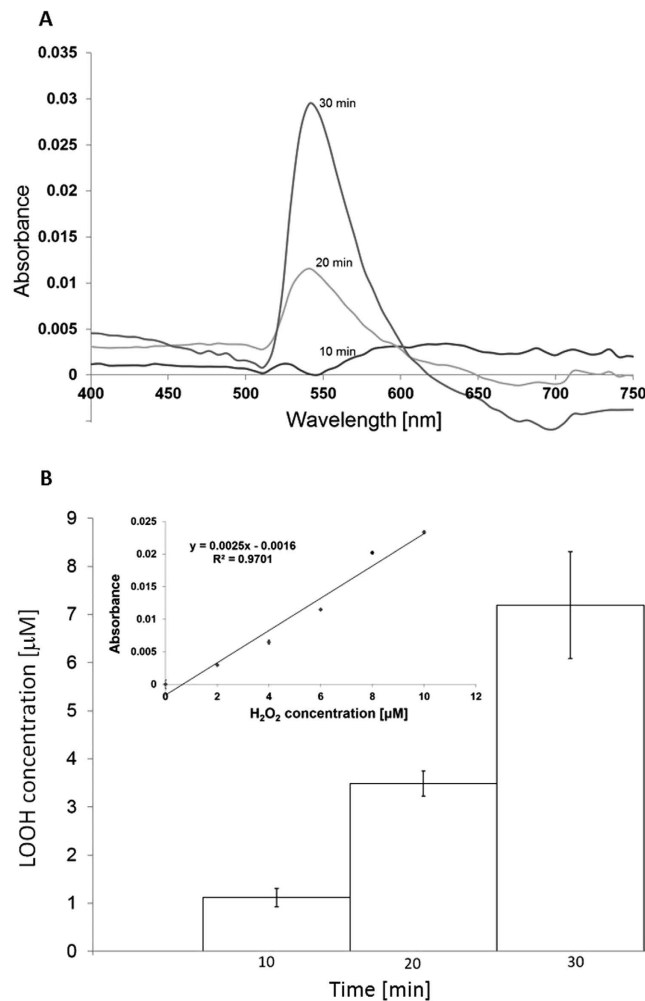 A
0.035
0.03
0.025
0.02
0.015
0.01
0.005
0
Absorbance
30 min
20 min
10 min
400 450 500 550 600 650 700 750
Wavelength [nm]
B
9
8
7
6
5
4
3
2
1
0
LOOH concentration [µM]
0.025
0.02
0.015
0.01
0.005
0
Absorbance
y = 0.0025x - 0.0016
R² = 0.9701
0 2 4 6 8 10 12
H₂O₂ concentration [µM]
10 20 30
Time [min]